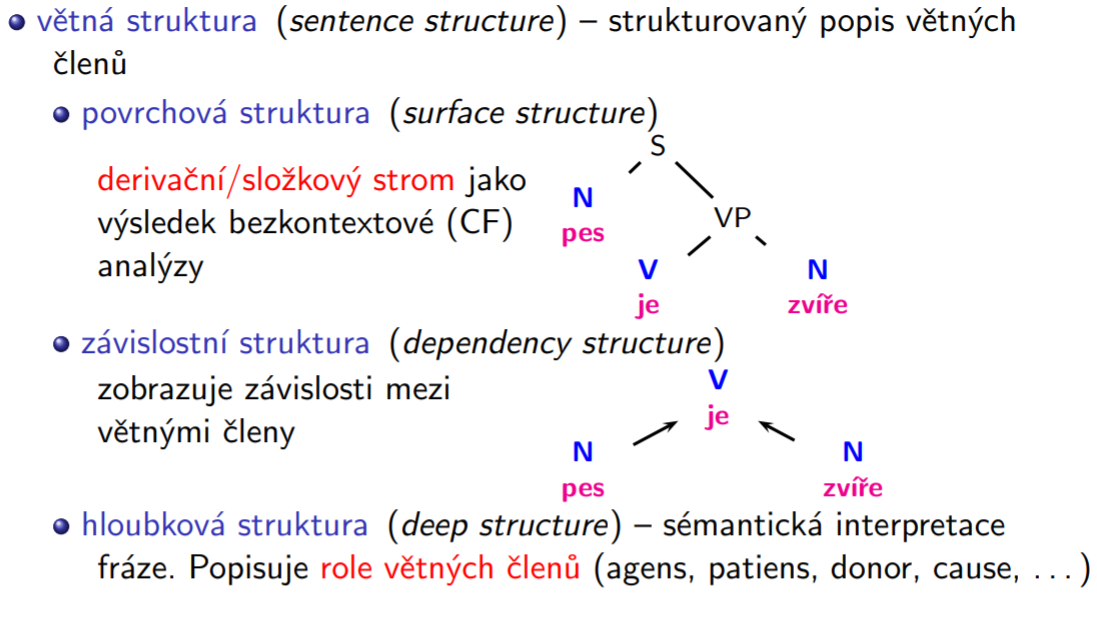 větná struktura (sentence structure) – strukturovaný popis větných
členů
povrchová struktura (surface structure)
derivační/složkový strom jako
výsledek bezkontextové (CF)
analýzy
S
N
pes
VP
V
je
N
zvíře
závislostní struktura (dependency structure)
zobrazuje závislosti mezi
větnými členy
V
je
N
pes
N
zvíře
hloubková struktura (deep structure) – sémantická interpretace
fráze. Popisuje role větných členů (agens, patiens, donor, cause, ...)